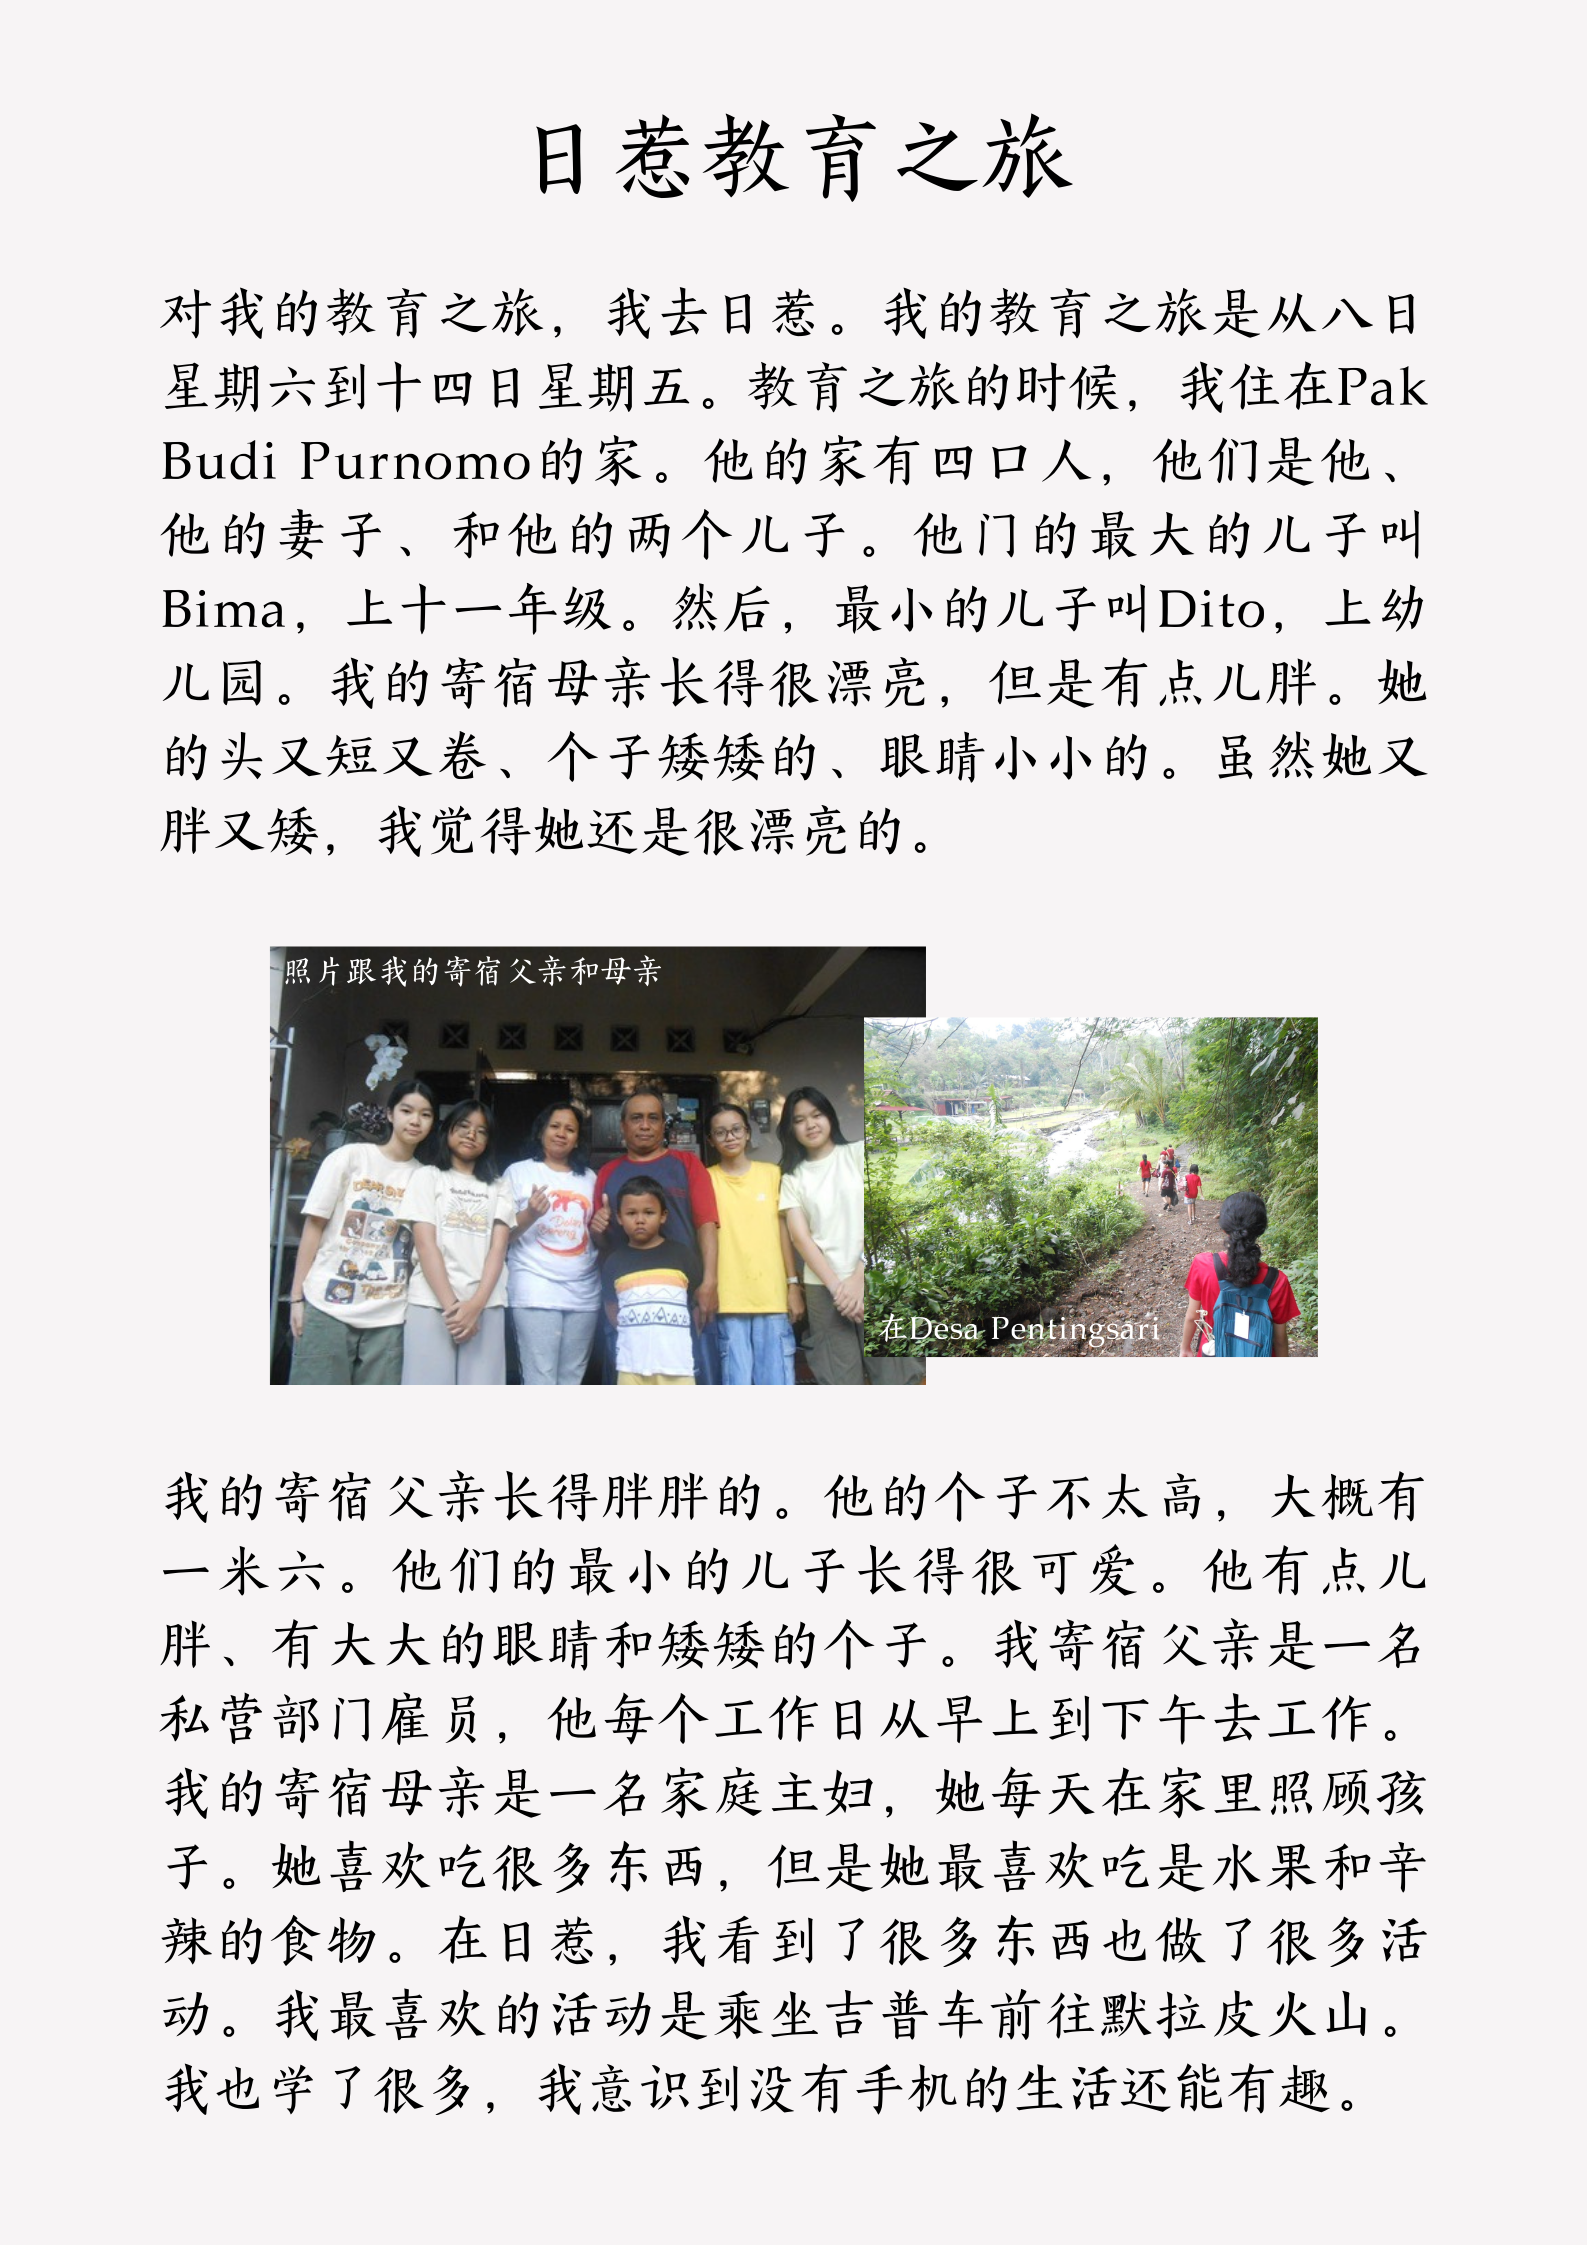 日惹教育之旅
对我的教育之旅，我去日惹。我的教育之旅是从八日
星期六到十四日星期五。教育之旅的时候，我住在Pak
Budi Purnomo的家。他的家有四口人，他们是他、
他的妻子、和他的两个儿子。他门的最大的儿子叫
Bima，上十一年级。然后，最小的儿子叫Dito，上幼
儿园。我的寄宿母亲长得很漂亮，但是有点儿胖。她
的头又短又卷、个子矮矮的、眼睛小小的。虽然她又
胖又矮，我觉得她还是很漂亮的。
照片跟我的寄宿父亲和母亲
在Desa Pentingsari
我的寄宿父亲长得胖胖的。他的个子不太高，大概有
一米六。他们的最小的儿子长得很可爱。他有点儿
胖、有大大的眼睛和矮矮的个子。我寄宿父亲是一名
私营部门雇员，他每个工作日从早上到下午去工作。
我的寄宿母亲是一名家庭主妇，她每天在家里照顾孩
子。她喜欢吃很多东西，但是她最喜欢吃是水果和辛
辣的食物。在日惹，我看到了很多东西也做了很多活
动。我最喜欢的活动是乘坐吉普车前往默拉皮火山。
我也学了很多，我意识到没有手机的生活还能有趣。